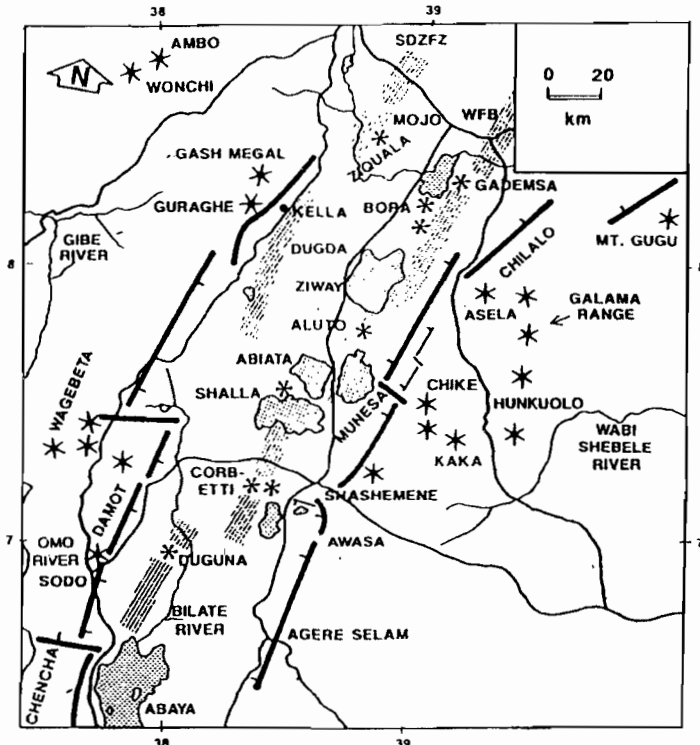 38
39
AMBO
WONCHI
N
SDZFZ
0 20
km
MOJO
WFB
ZIQUALA
GASH MEGAL
GURAGHE
KELLA
BORA
GADEMSA
MT. GUGU
GIBE
RIVER
8
DUGDA
CHILALO
ZIWAY
ASELA
GALAMA
RANGE
ALUTO
ABIATA
SHALLA
WAGEBETA
MUNESA
CHIKE
HUNKUOLO
KAKA
WABI
SHEBELE
RIVER
CORB-
ETTI
SHASHEMENE
DAMOT
7
7
OMO
RIVER
SODO
DUGUNA
AWASA
BILATE
RIVER
AGERE SELAM
CHENCHA
ABAYA
38
39